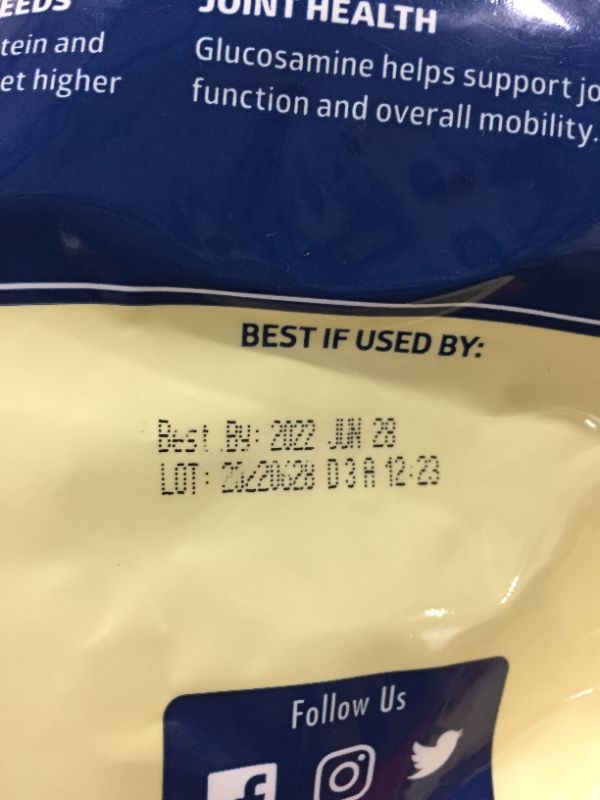 JOINT HEALTH
tein and
Glucosamine helps support jo
et higher
function and overall mobility.
BEST IF USED BY:
Best By: 2022 JUN 28
LOT: 20220628 D3A 12:23
Follow Us